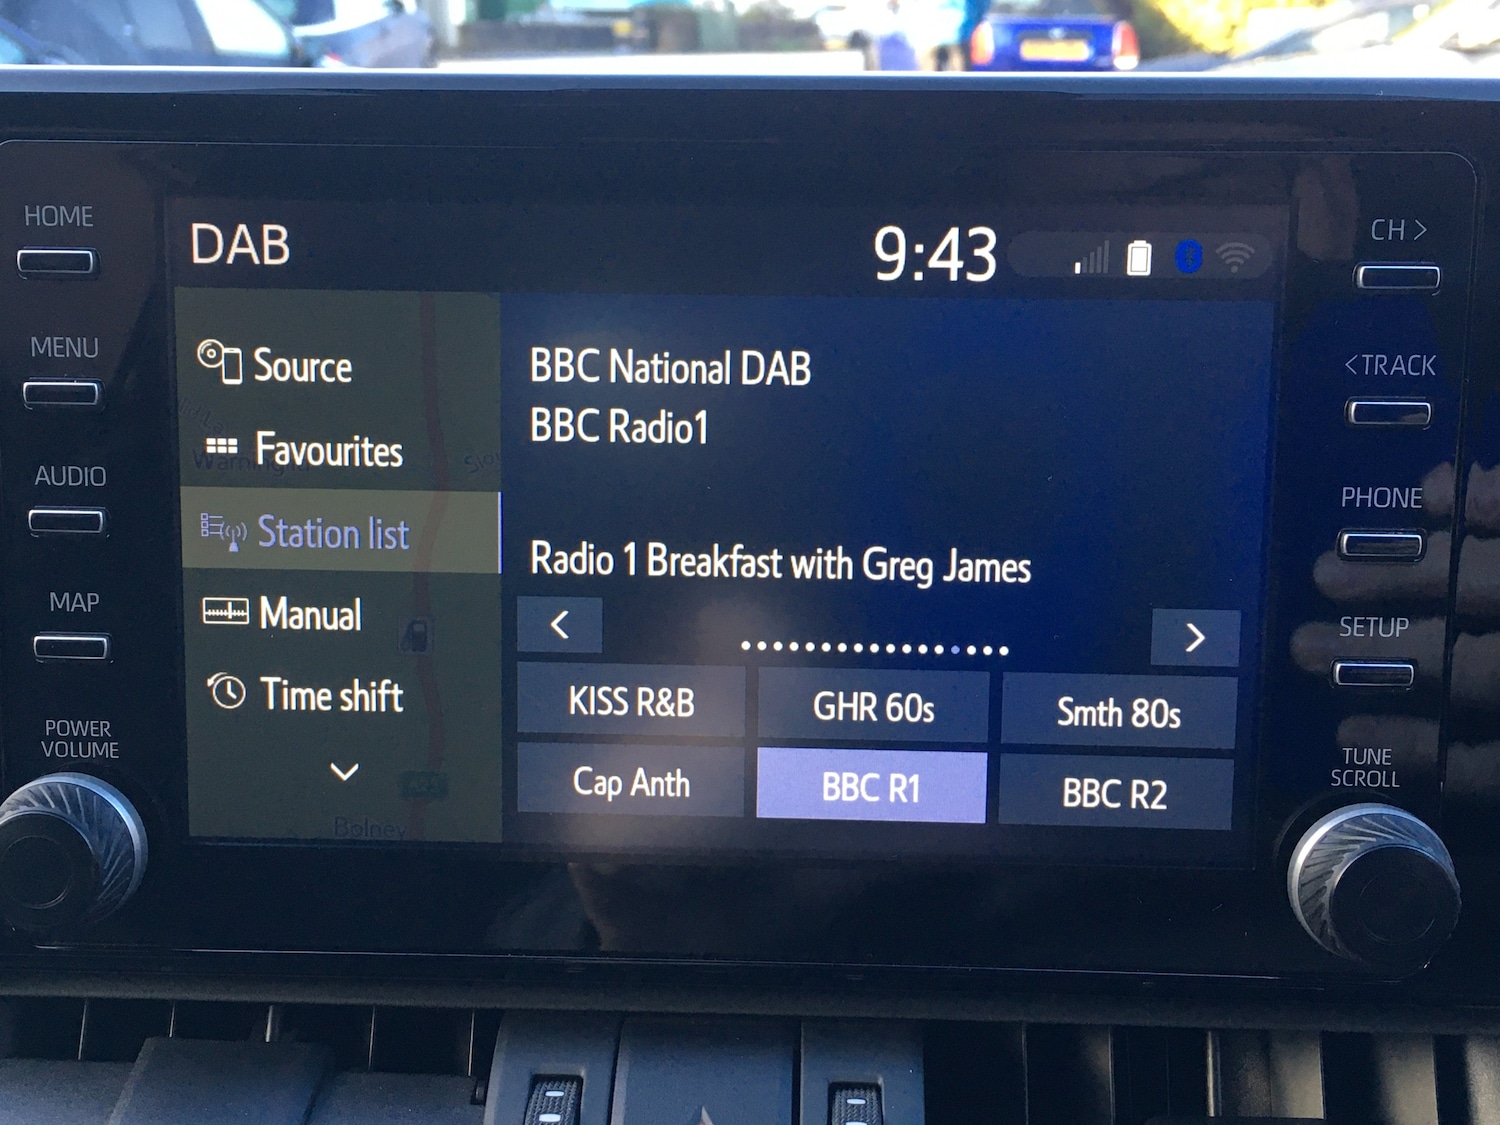 HOME
MENU
AUDIO
MAP
POWER
VOLUME
DAB
9:43
Source
Favourites
Station list
Manual
Time shift
Bolney
BBC National DAB
BBC Radio1
Radio 1 Breakfast with Greg James
<
>
KISS R&B
GHR 60s
Smth 80s
Cap Anth
BBC R1
BBC R2
CH >
<TRACK
PHONE
SETUP
TUNE
SCROLL